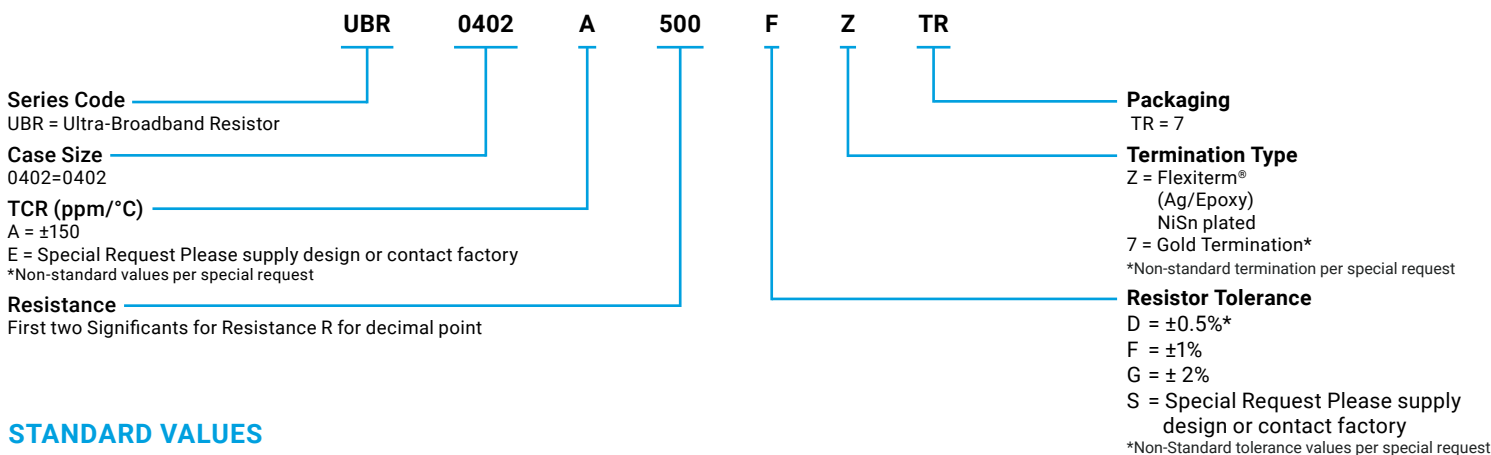 UBR 0402 A 500 F Z TR
Series Code
UBR = Ultra-Broadband Resistor
Case Size
0402=0402
TCR (ppm/°C)
A = ±150
E = Special Request Please supply design or contact factory
*Non-standard values per special request
Resistance
First two Significants for Resistance R for decimal point
Packaging
TR = 7
Termination Type
Z = Flexiterm®
(Ag/Epoxy)
NiSn plated
7 = Gold Termination*
*Non-standard termination per special request
Resistor Tolerance
D = ±0.5%*
F = ±1%
G = ± 2%
S = Special Request Please supply
design or contact factory
*Non-Standard tolerance values per special request
STANDARD VALUES